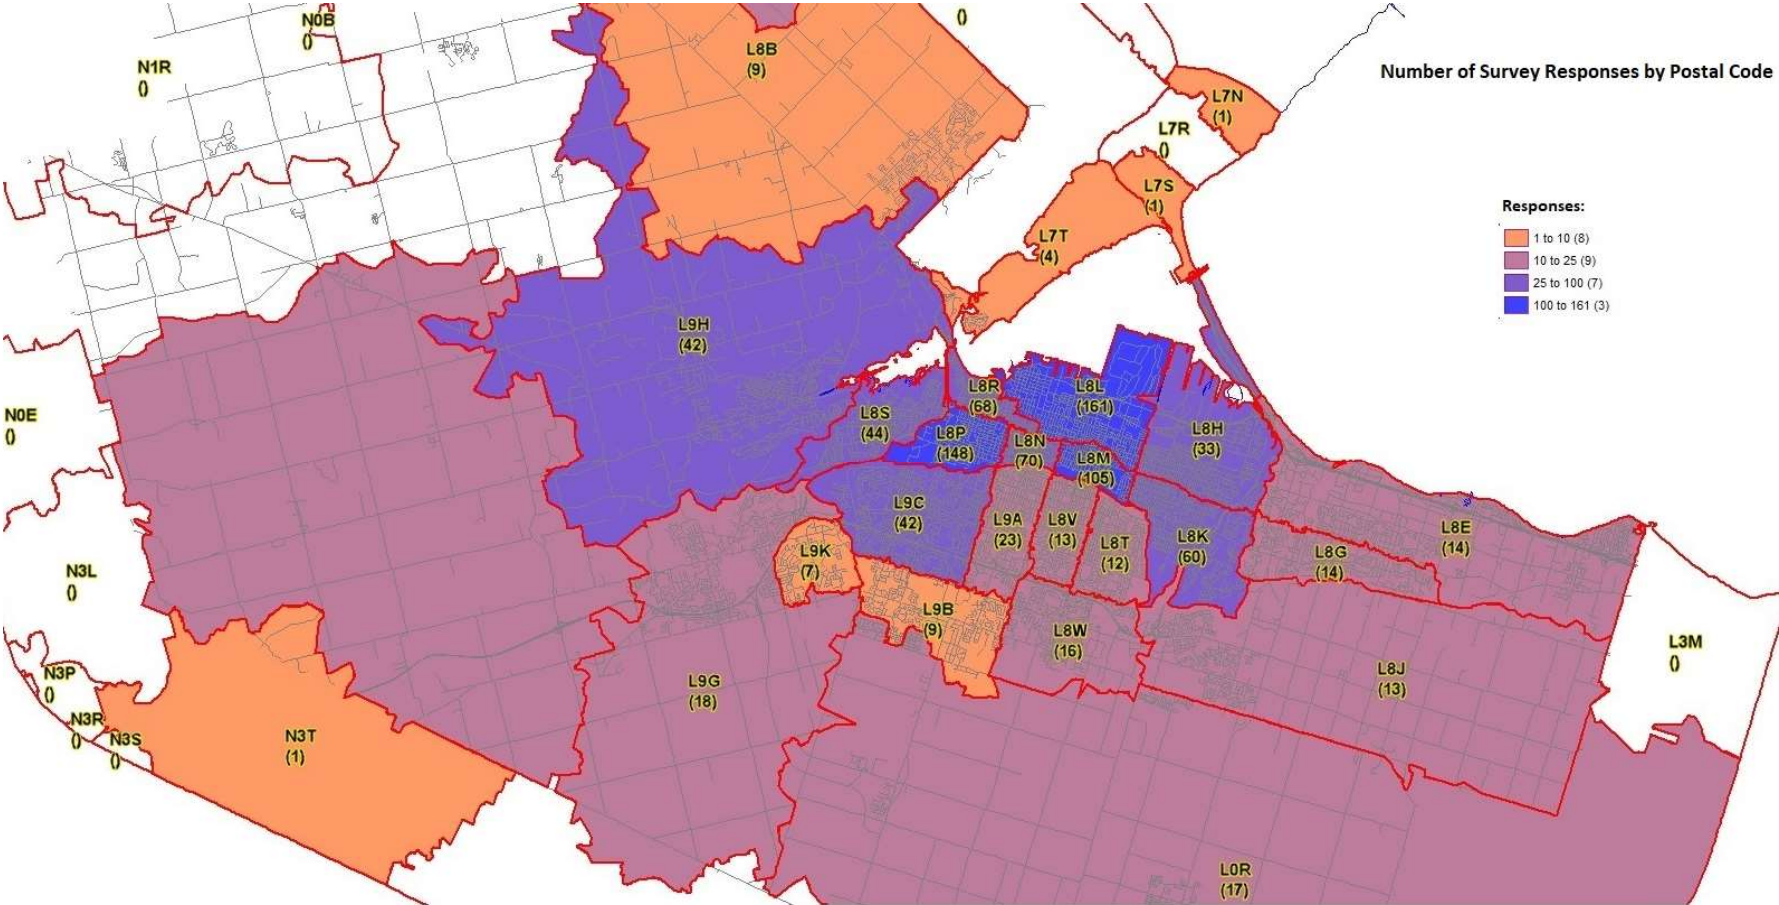 N0B
()
()
N1R
()
L8B
(9)
Number of Survey Responses by Postal Code
L7N
(1)
L7R
()
L7S
(1)
L7T
(4)
Responses:
1 to 10 (8)
10 to 25 (9)
25 to 100 (7)
100 to 161 (3)
L9H
(42)
N0E
()
L8R
(68)
L8L
(161)
L8S
(44)
L8P
(148)
L8N
(70)
L8M
(105)
L8H
(33)
L9C
(42)
L9A
(23)
L8V
(13)
L8T
(12)
L8K
(60)
L8E
(14)
L8G
(14)
L9K
(7)
N3L
()
L9B
(9)
L8W
(16)
L3M
()
L8J
(13)
N3P
()
L9G
(18)
N3R
()
N3S
()
N3T
(1)
L0R
(17)